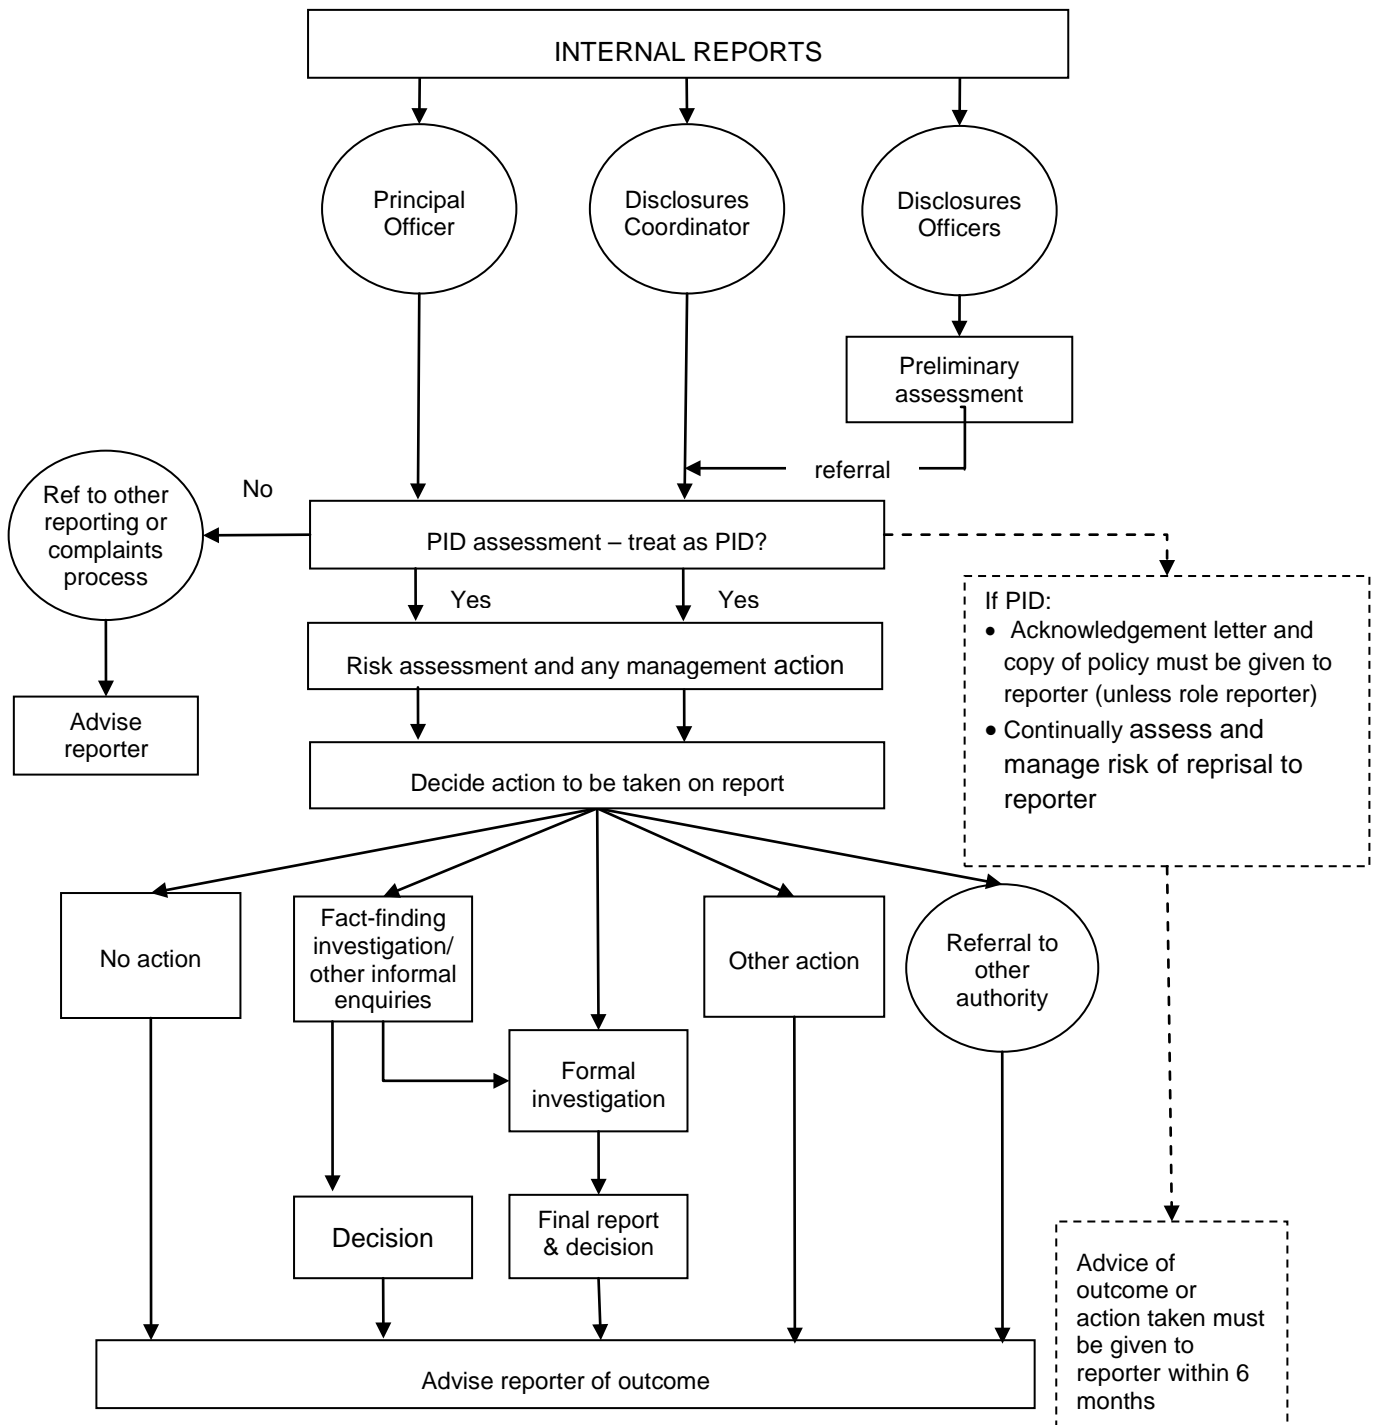 INTERNAL REPORTS
Principal
Officer
Disclosures
Coordinator
Disclosures
Officers
Preliminary
assessment
referral
Ref to other
reporting or
complaints
process
No
PID assessment – treat as PID?
Yes
Yes
If PID:
• Acknowledgement letter and
copy of policy must be given to
reporter (unless role reporter)
• Continually assess and
manage risk of reprisal to
reporter
Risk assessment and any management action
Advise
reporter
Decide action to be taken on report
No action
Fact-finding
investigation/
other informal
enquiries
Other action
Referral to
other
authority
Formal
investigation
Decision
Final report
& decision
Advice of
outcome or
action taken must
be given to
reporter within 6
months
Advise reporter of outcome